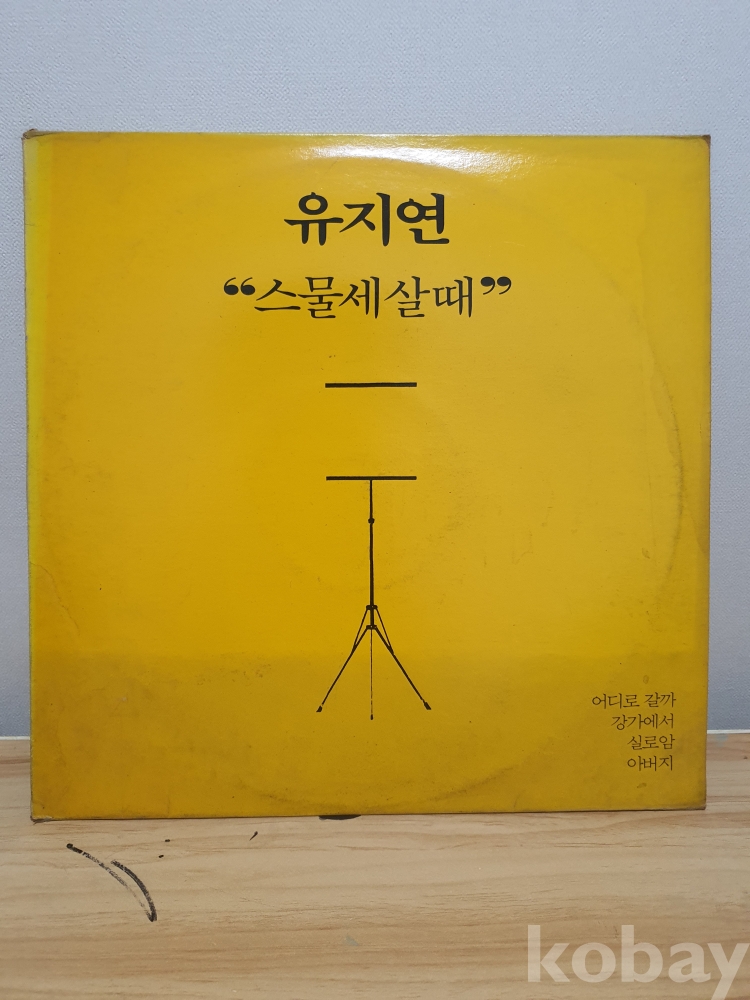 유지연
“스물세살때”
어디로 갈까
강가에서
실로암
아버지
kobay